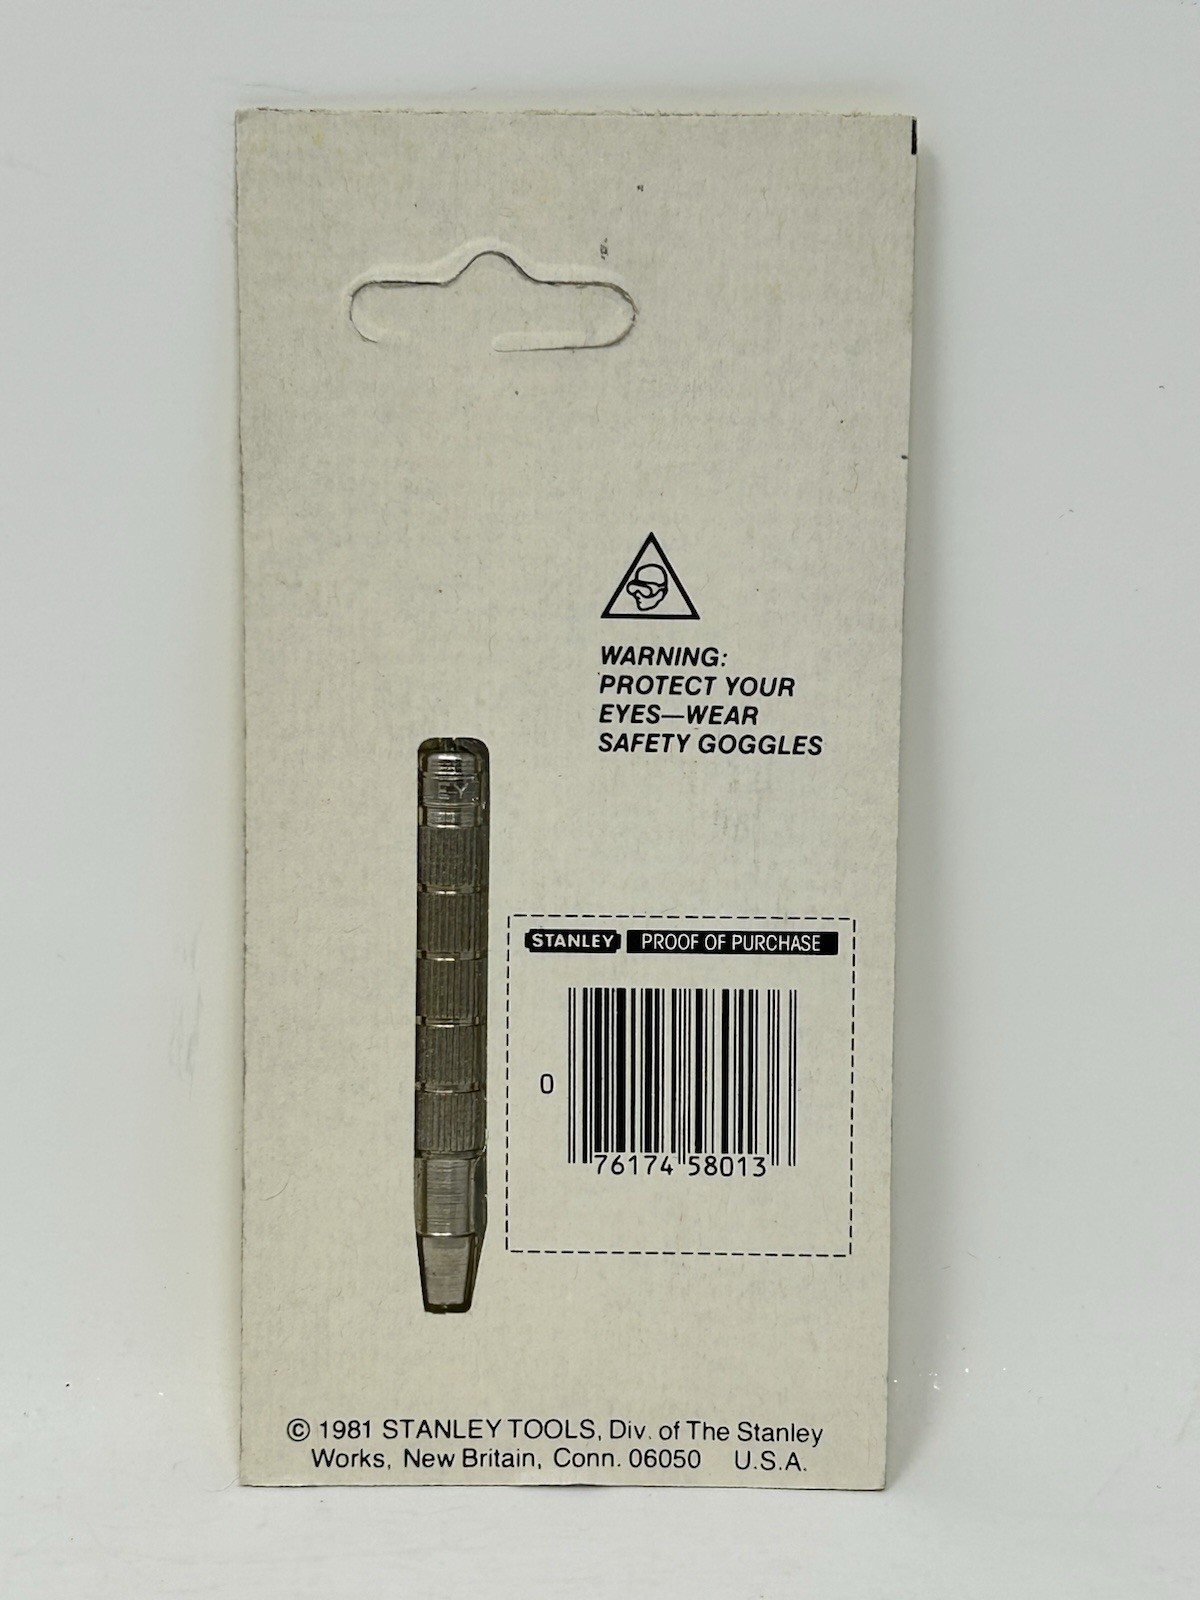 WARNING:
PROTECT YOUR
EYES—WEAR
SAFETY GOGGLES
EY
STANLEY PROOF OF PURCHASE
0
76174 58013
© 1981 STANLEY TOOLS, Div. of The Stanley
Works, New Britain, Conn. 06050 U.S.A.